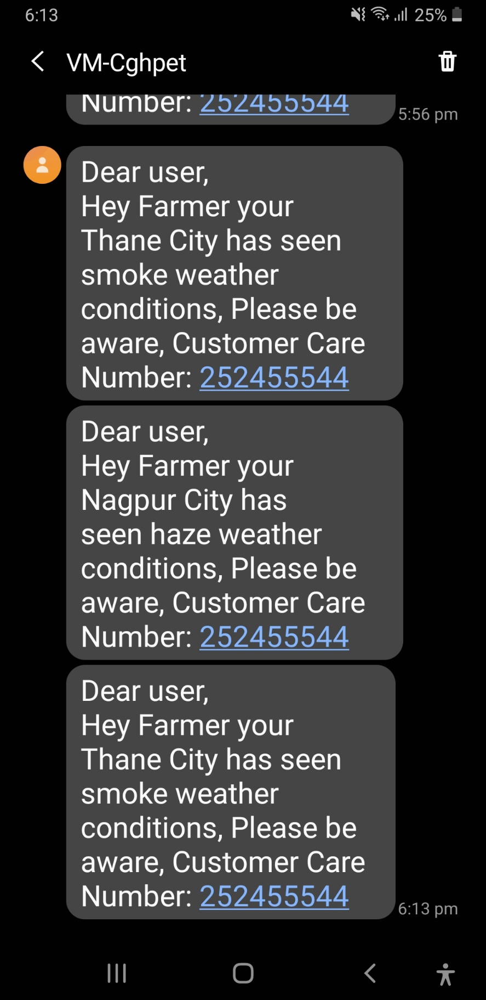 6:13
25%
VM-Cghpet
Number: 252455544
5:56 pm
Dear user,
Hey Farmer your
Thane City has seen
smoke weather
conditions, Please be
aware, Customer Care
Number: 252455544
Dear user,
Hey Farmer your
Nagpur City has
seen haze weather
conditions, Please be
aware, Customer Care
Number: 252455544
Dear user,
Hey Farmer your
Thane City has seen
smoke weather
conditions, Please be
aware, Customer Care
Number: 252455544
6:13 pm